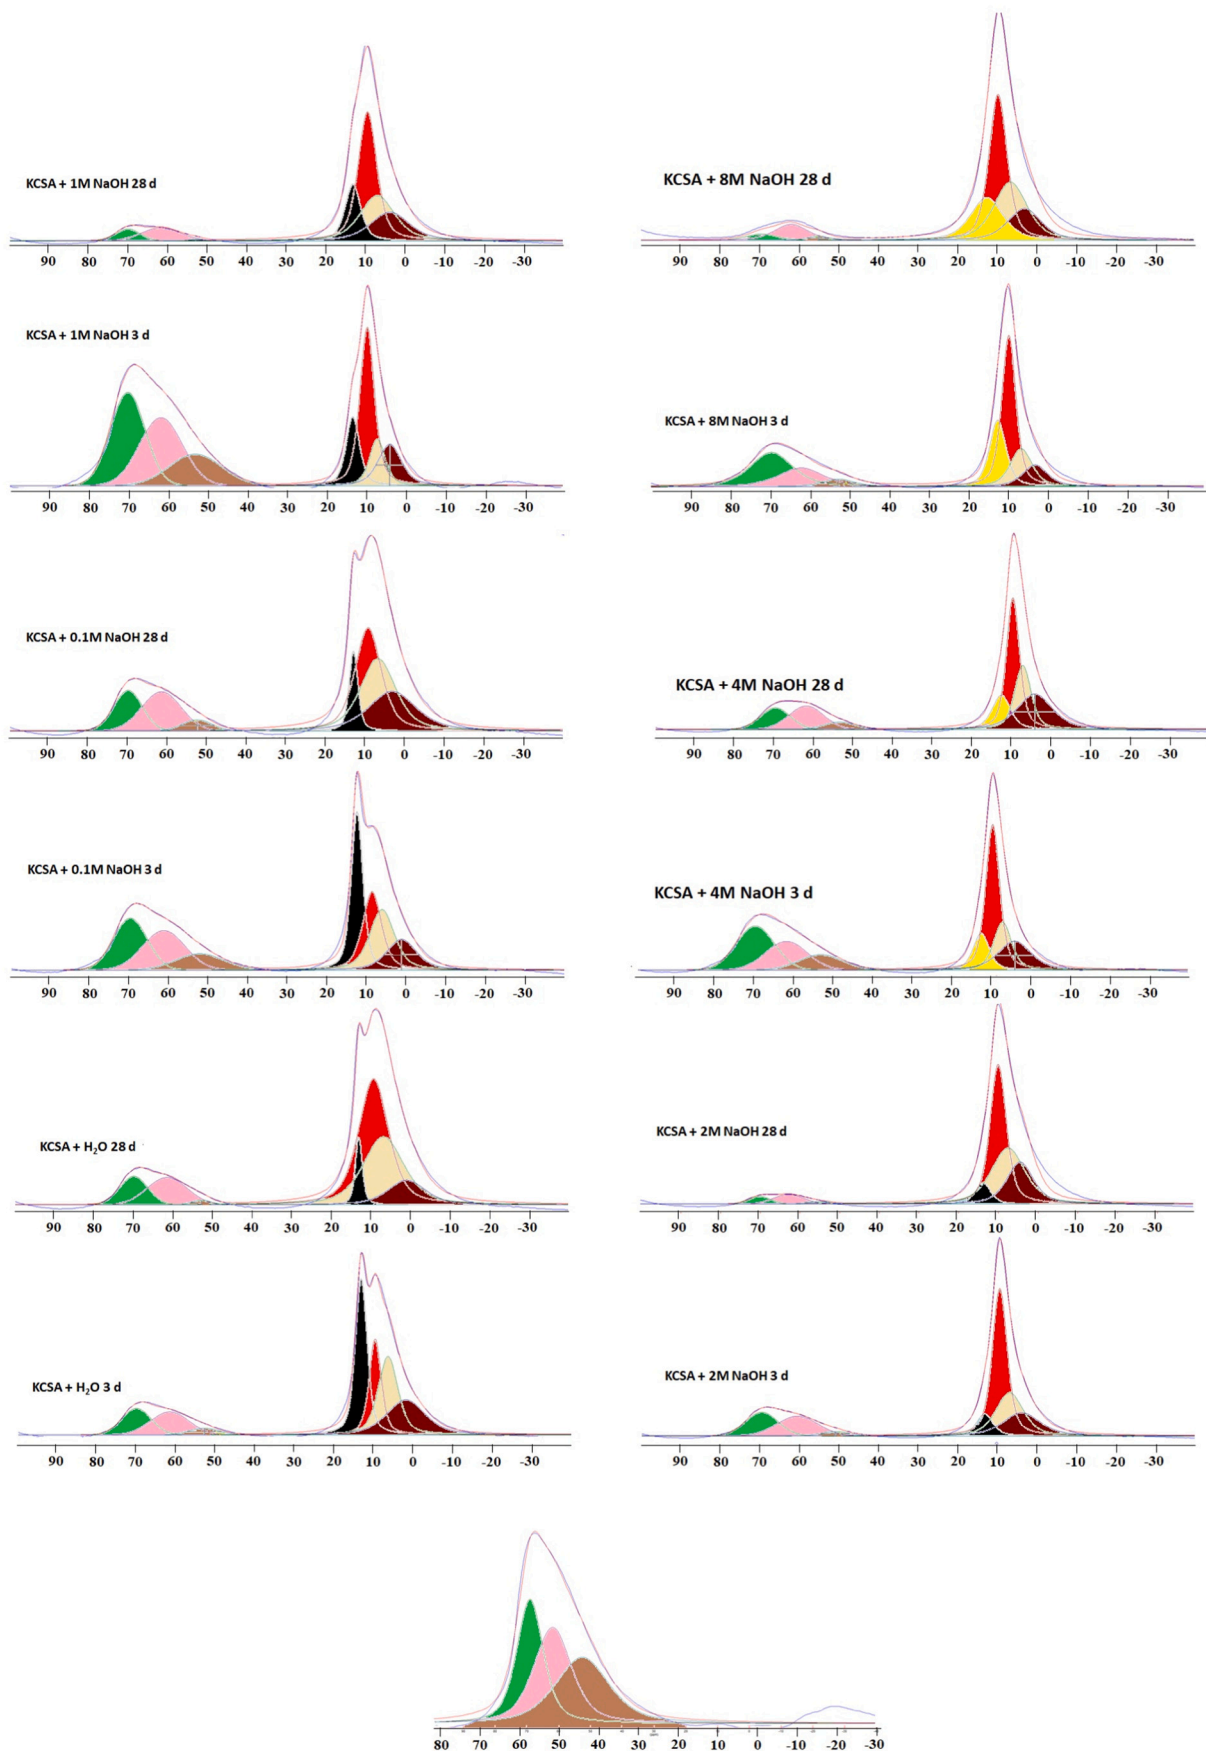 KCSA + 1M NaOH 28 d
90 80 70 60 50 40 30 20 10 0 -10 -20 -30
KCSA + 8M NaOH 28 d
90 80 70 60 50 40 30 20 10 0 -10 -20 -30
KCSA + 1M NaOH 3 d
90 80 70 60 50 40 30 20 10 0 -10 -20 -30
KCSA + 8M NaOH 3 d
90 80 70 60 50 40 30 20 10 0 -10 -20 -30
KCSA + 0.1M NaOH 28 d
90 80 70 60 50 40 30 20 10 0 -10 -20 -30
KCSA + 4M NaOH 28 d
90 80 70 60 50 40 30 20 10 0 -10 -20 -30
KCSA + 0.1M NaOH 3 d
90 80 70 60 50 40 30 20 10 0 -10 -20 -30
KCSA + 4M NaOH 3 d
90 80 70 60 50 40 30 20 10 0 -10 -20 -30
KCSA + H₂O 28 d
90 80 70 60 50 40 30 20 10 0 -10 -20 -30
KCSA + 2M NaOH 28 d
90 80 70 60 50 40 30 20 10 0 -10 -20 -30
KCSA + H₂O 3 d
90 80 70 60 50 40 30 20 10 0 -10 -20 -30
KCSA + 2M NaOH 3 d
90 80 70 60 50 40 30 20 10 0 -10 -20 -30
80 70 60 50 40 30 20 10 0 -10 -20 -30